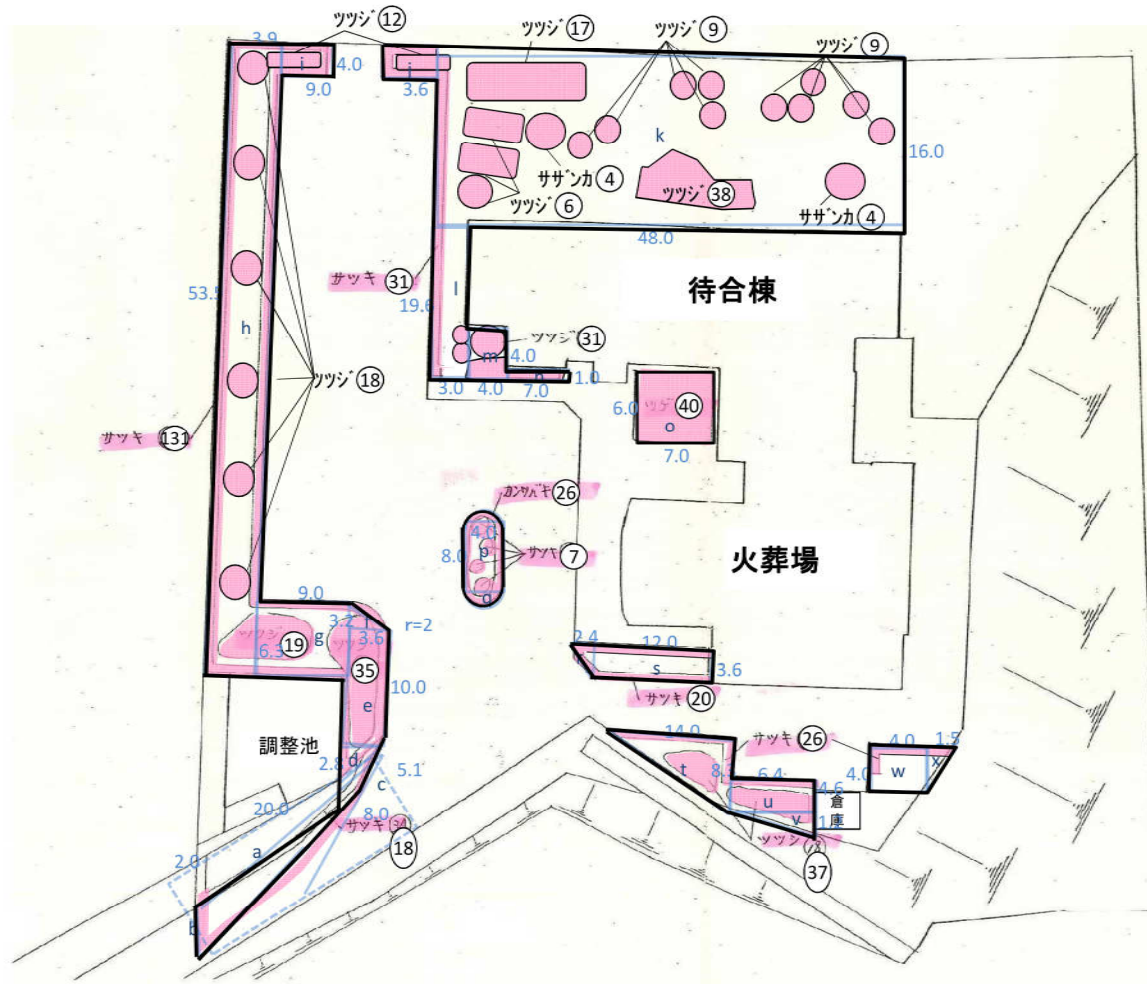 ツツジ⑫
ツツジ⑰
ツツジ⑨
ツツジ⑨
3.9
i
4.0
9.0
j
3.6
k
16.0
ササンカ④
ツツジ⑥
ツツジ㊳
ササンカ④
48.0
サツキ㉛
53.5
h
19.6
l
待合棟
ツツジ㉛
m
4.0
n
1.0
3.0
4.0
7.0
ツツジ⑱
6.0
㊵
o
7.0
サツキ(131)
カンツバキ㉖
4.0
8.0
p
サツキ⑦
q
火葬場
9.0
3.2
f
r=2
3.6
ツツジ
⑲
g
6.3
㉟
e
10.0
2.4
12.0
s
3.6
サツキ⑳
調整池
2.8
d
5.1
c
20.0
8.0
サツキ
⑱
a
2.0
b
14.0
サツキ㉖
4.0
1.5
t
6.4
4.0
w
x
4.6
u
v
倉庫
ツツジ
㊲